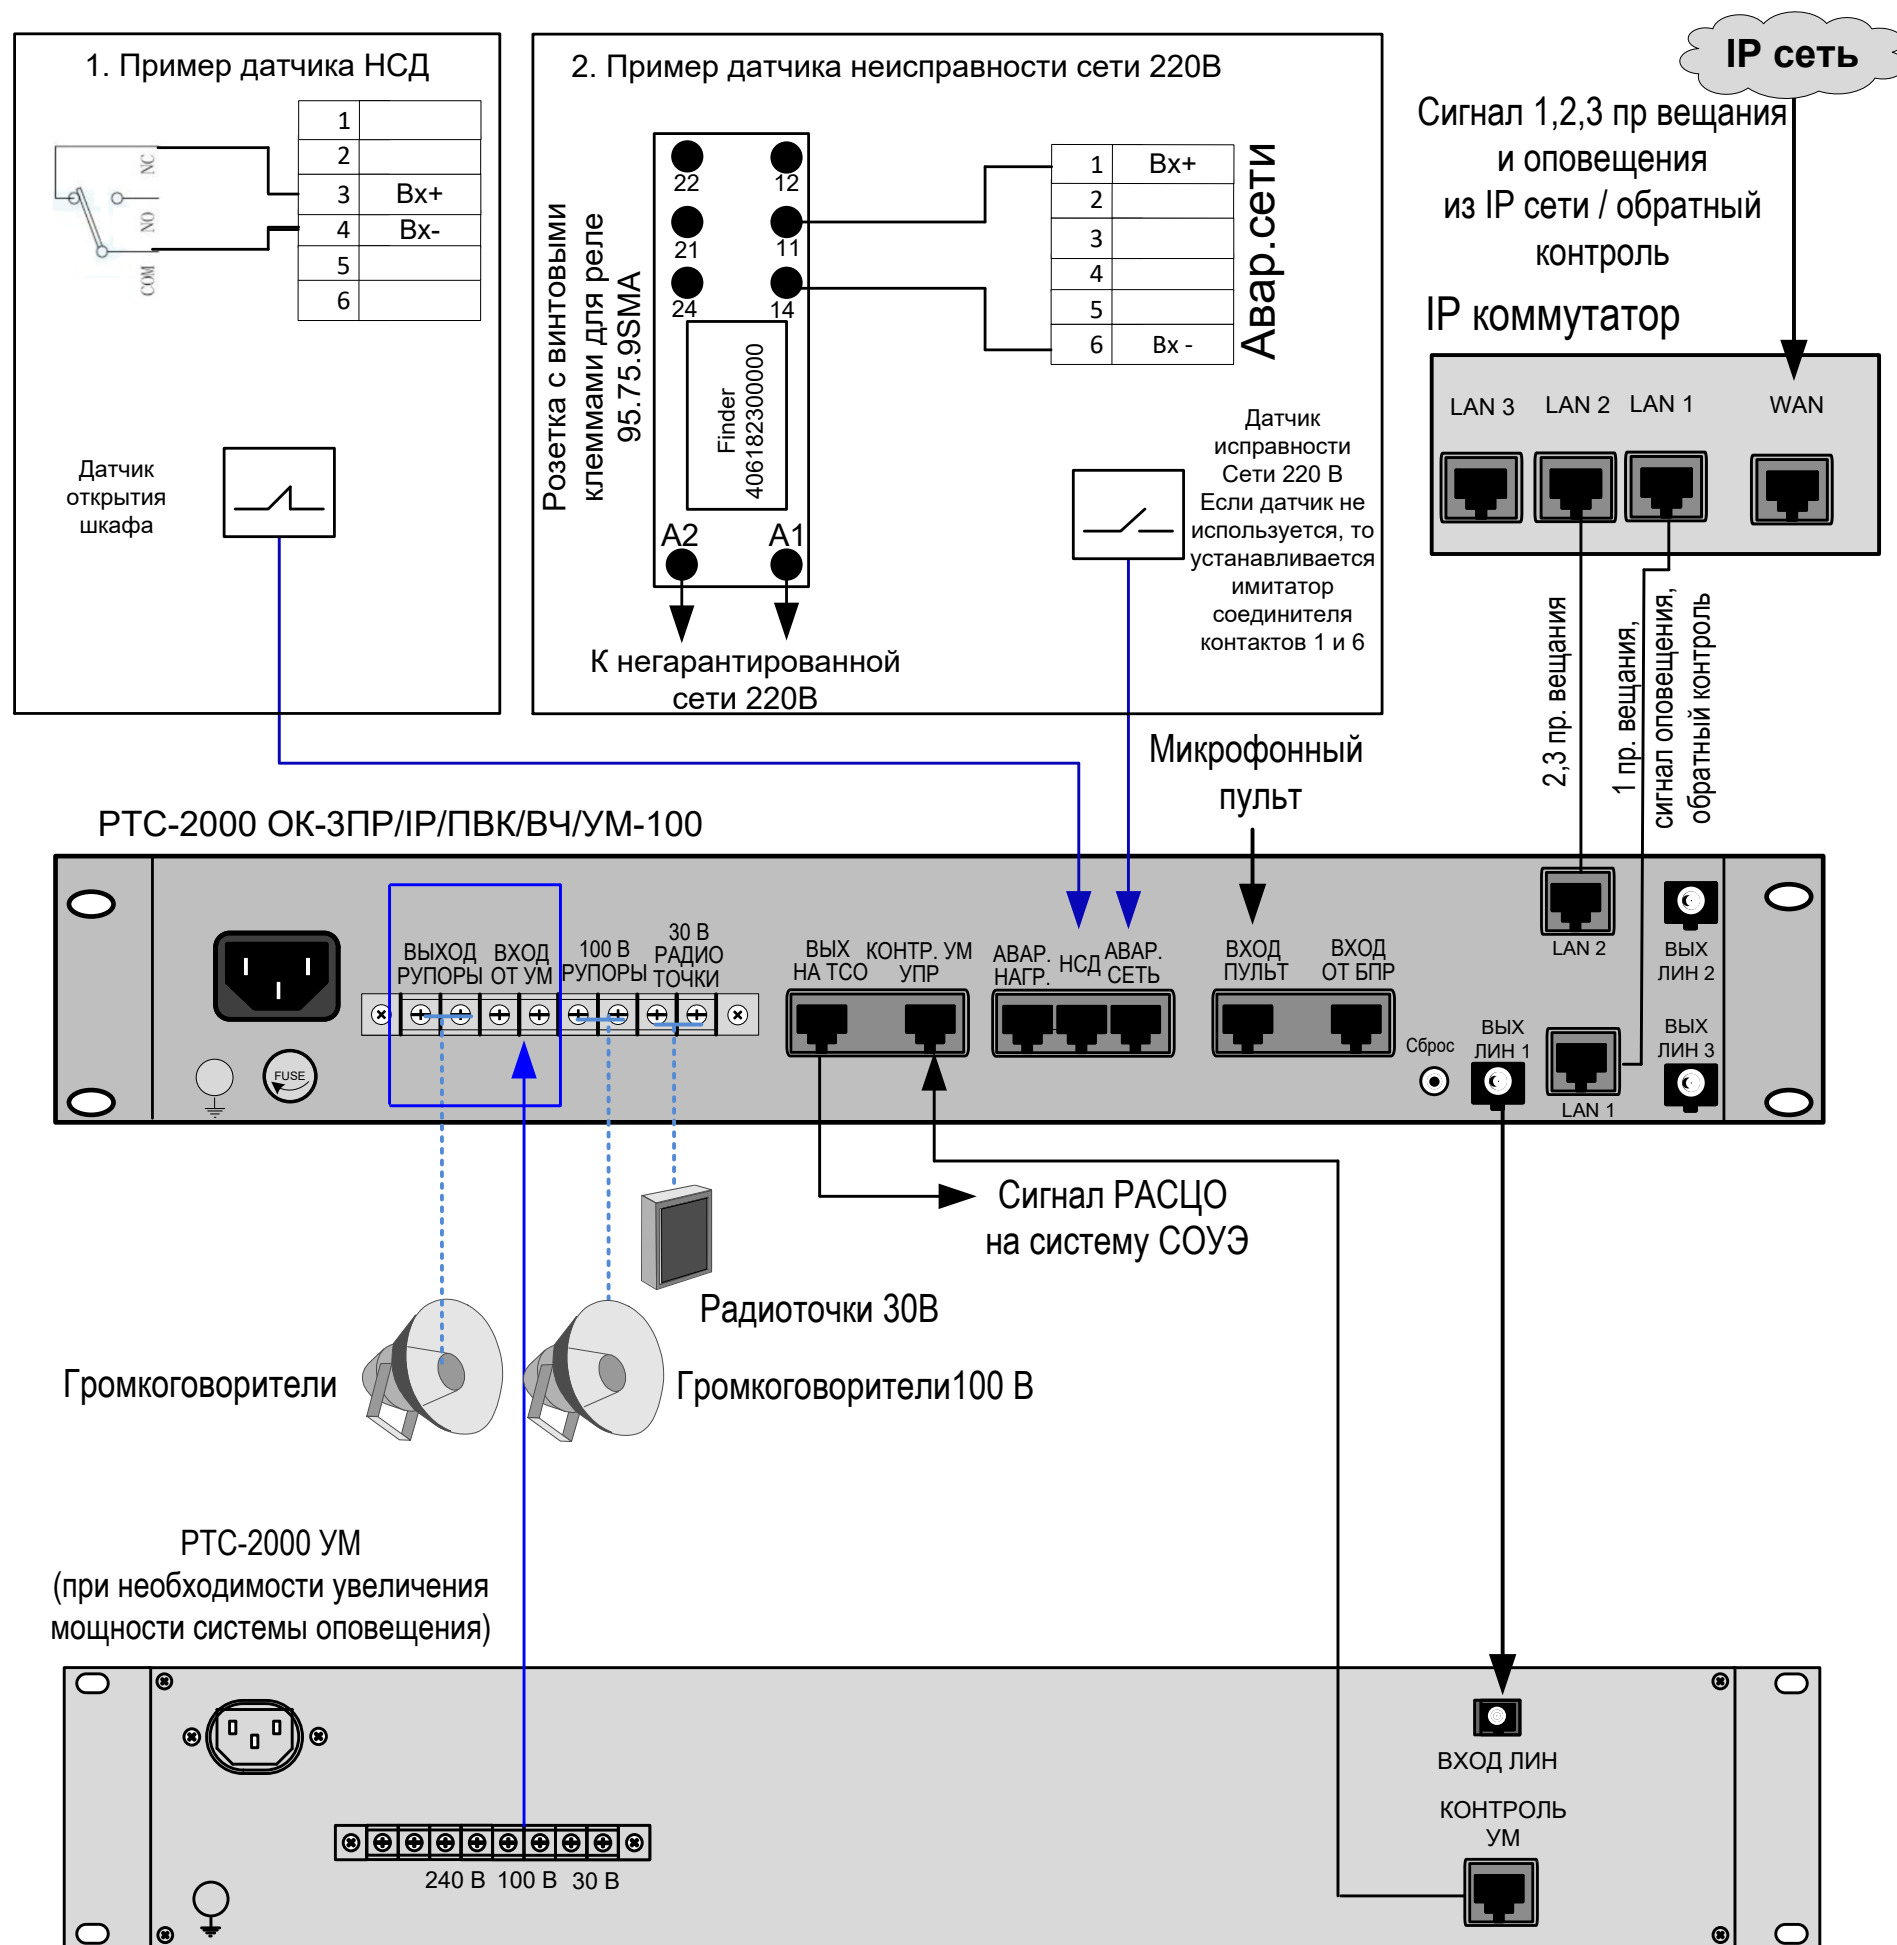 1. Пример датчика НСД
1
2
3 Вх+
4 Вх-
5
6
NC
NO
COM
Датчик
открытия
шкафа
2. Пример датчика неисправности сети 220В
Розетка с винтовыми
клеммами для реле
95.75.9SMA
22
12
21
11
24
14
Finder
406182300000
A2
A1
К негарантированной
сети 220В
1 Вх+
2
3
4
5
6 Вх -
Авар.сети
Датчик
исправности
Сети 220 В
Если датчик не
используется, то
устанавливается
имитатор
соединителя
контактов 1 и 6
IP сеть
Сигнал 1,2,3 пр вещания
и оповещения
из IP сети / обратный
контроль
IP коммутатор
LAN 3
LAN 2
LAN 1
WAN
2,3 пр. вещания
1 пр. вещания,
сигнал оповещения,
обратный контроль
Микрофонный
пульт
РТС-2000 ОК-3ПР/IP/ПВК/ВЧ/УМ-100
ВЫХОД
РУПОРЫ
ВХОД
ОТ УМ
100 В
РУПОРЫ
30 В
РАДИО
ТОЧКИ
ВЫХ
НА ТСО
КОНТР. УМ
УПР
АВАР.
НАГР.
НСД
АВАР.
СЕТЬ
ВХОД
ПУЛЬТ
ВХОД
ОТ БПР
LAN 2
ВЫХ
ЛИН 2
Сброс
ВЫХ
ЛИН 1
LAN 1
ВЫХ
ЛИН 3
FUSE
Сигнал РАСЦО
на систему СОУЭ
Радиоточки 30В
Громкоговорители
Громкоговорители100 В
РТС-2000 УМ
(при необходимости увеличения
мощности системы оповещения)
ВХОД ЛИН
КОНТРОЛЬ
УМ
240 В 100 В 30 В